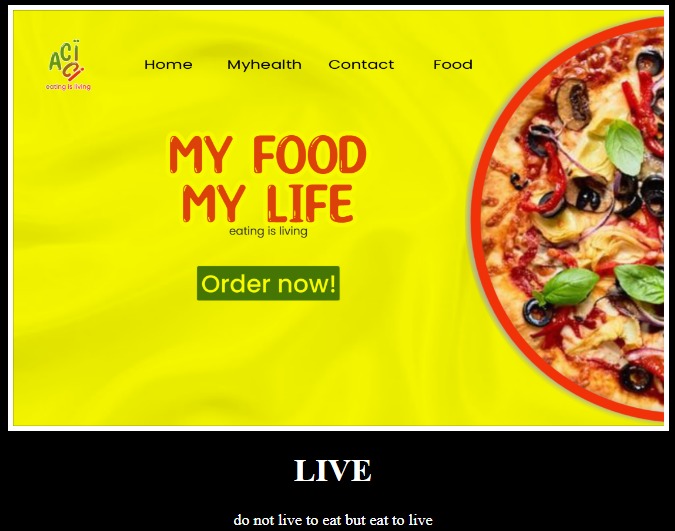 ACÏ
Ci
eating is living
Home Myhealth Contact Food
MY FOOD
MY LIFE
eating is living
Order now!
LIVE
do not live to eat but eat to live